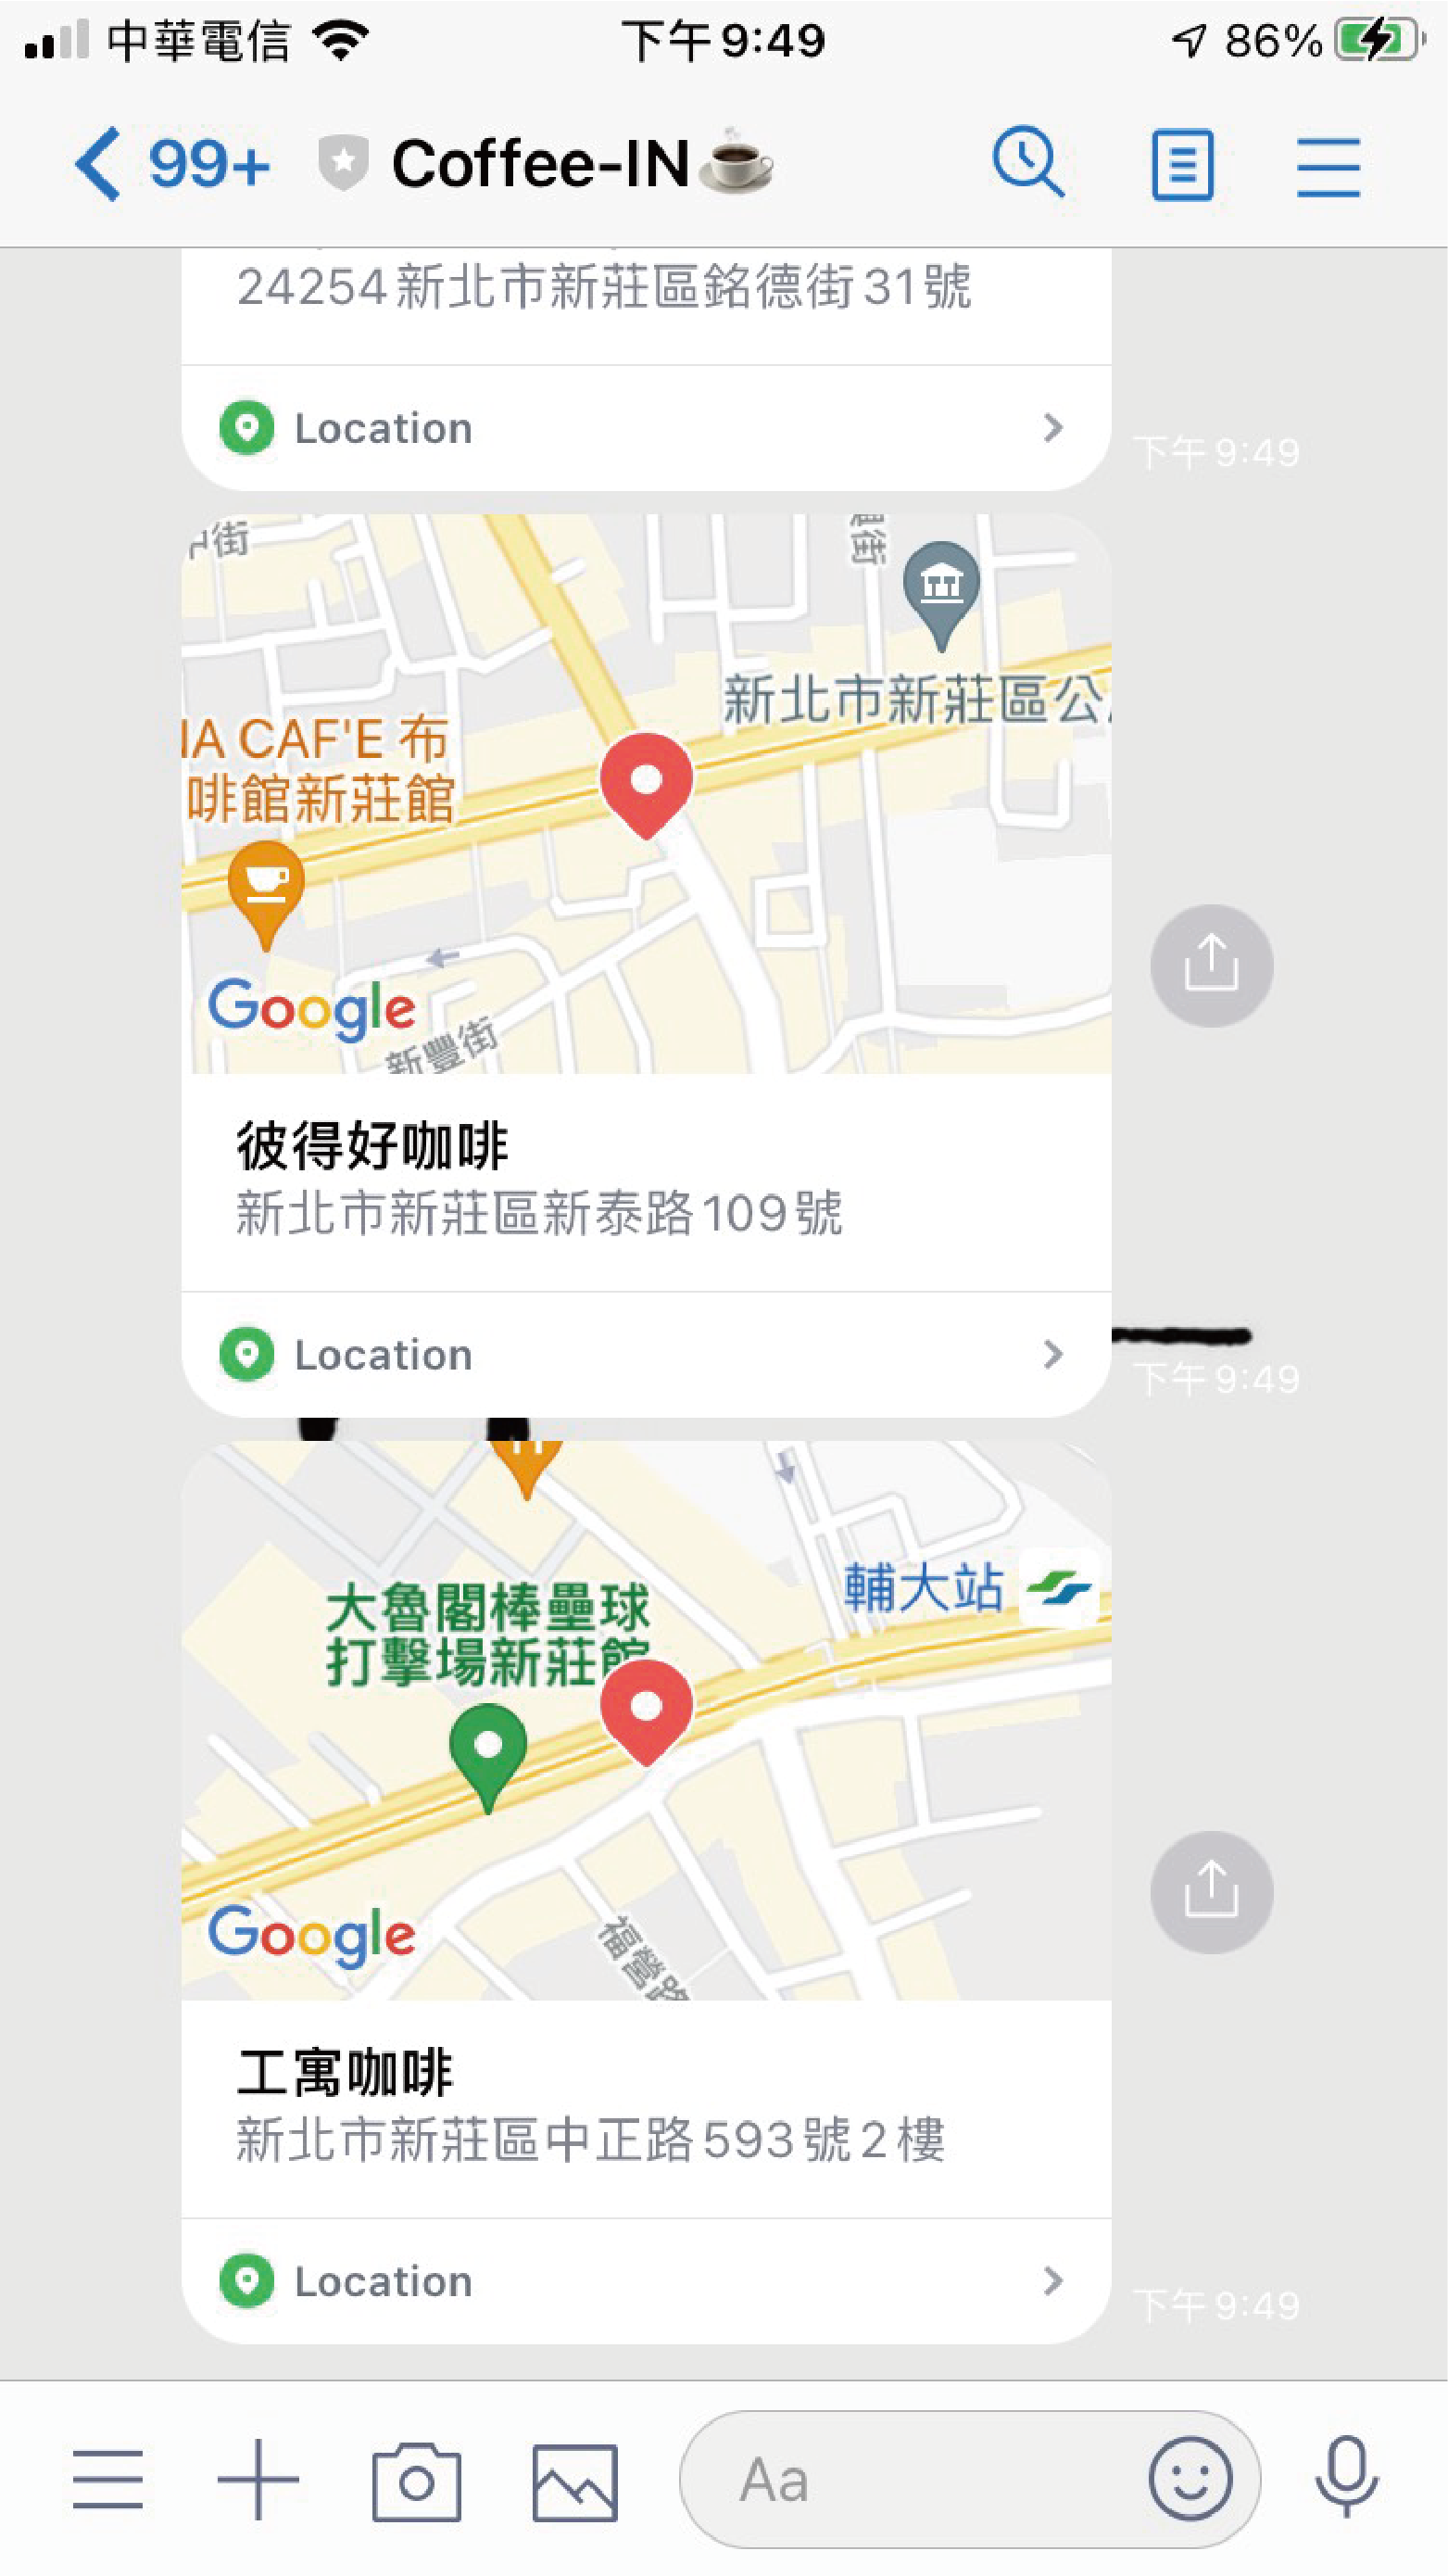 中華電信
下午9:49
86%
99+
Coffee-IN
24254新北市新莊區銘德街31號
Location
下午9:49
街
街
新北市新莊區公
IA CAF'E 布
啡館新莊館
Google
新豐街
彼得好咖啡
新北市新莊區新泰路109號
Location
下午9:49
大魯閣棒壘球
打擊場新莊館
輔大站
Google
福營路
工寓咖啡
新北市新莊區中正路593號2樓
Location
下午9:49
Aa